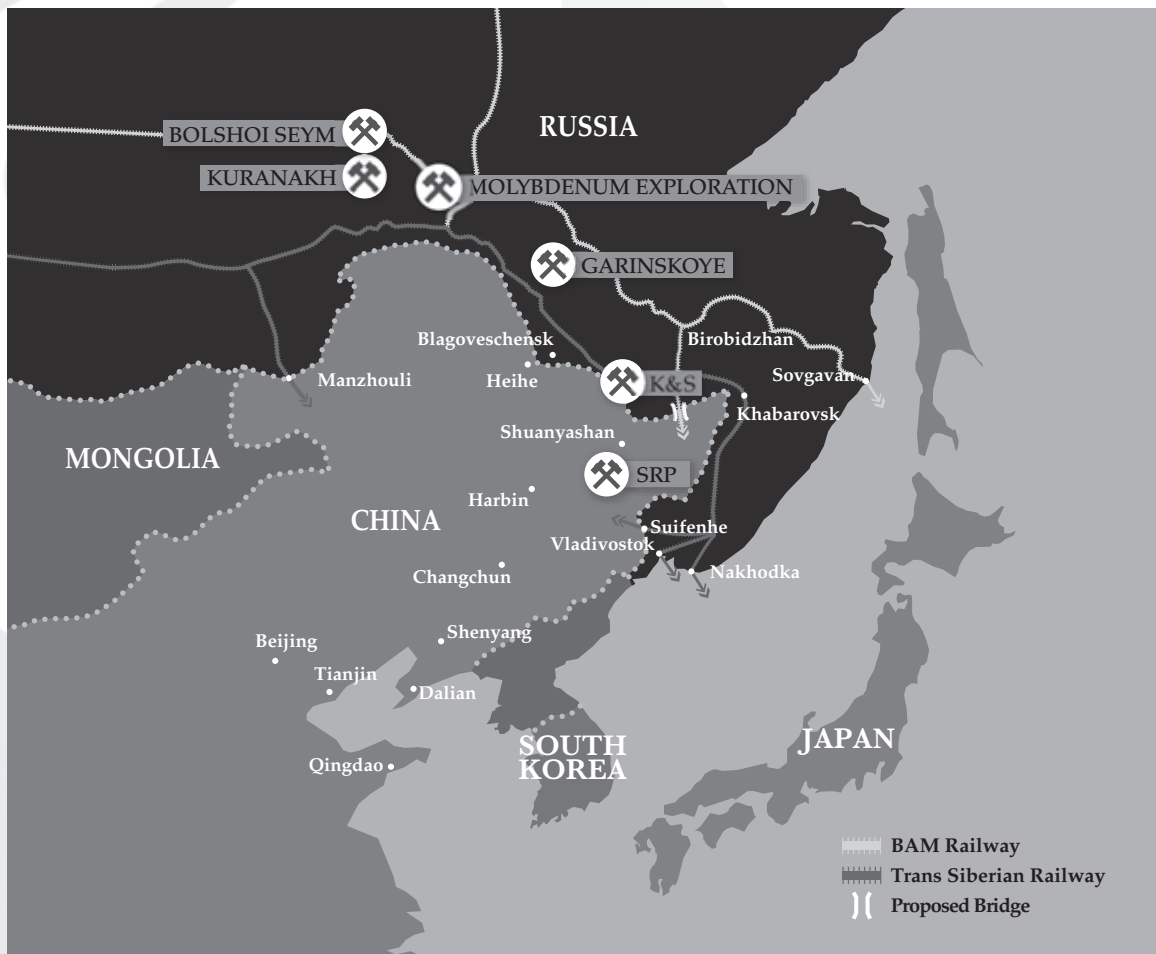 RUSSIA
BOLSHOI SEYM
KURANAKH
MOLYBDENUM EXPLORATION
GARINSKOYE
Blagoveschensk
Birobidzhan
Manzhouli
Heihe
K&S
Sovgavan
Khabarovsk
MONGOLIA
Shuanyashan
SRP
Harbin
CHINA
Suifenhe
Vladivostok
Changchun
Nakhodka
Shenyang
Beijing
Tianjin
Dalian
SOUTH
KOREA
JAPAN
Qingdao
BAM Railway
Trans Siberian Railway
Proposed Bridge